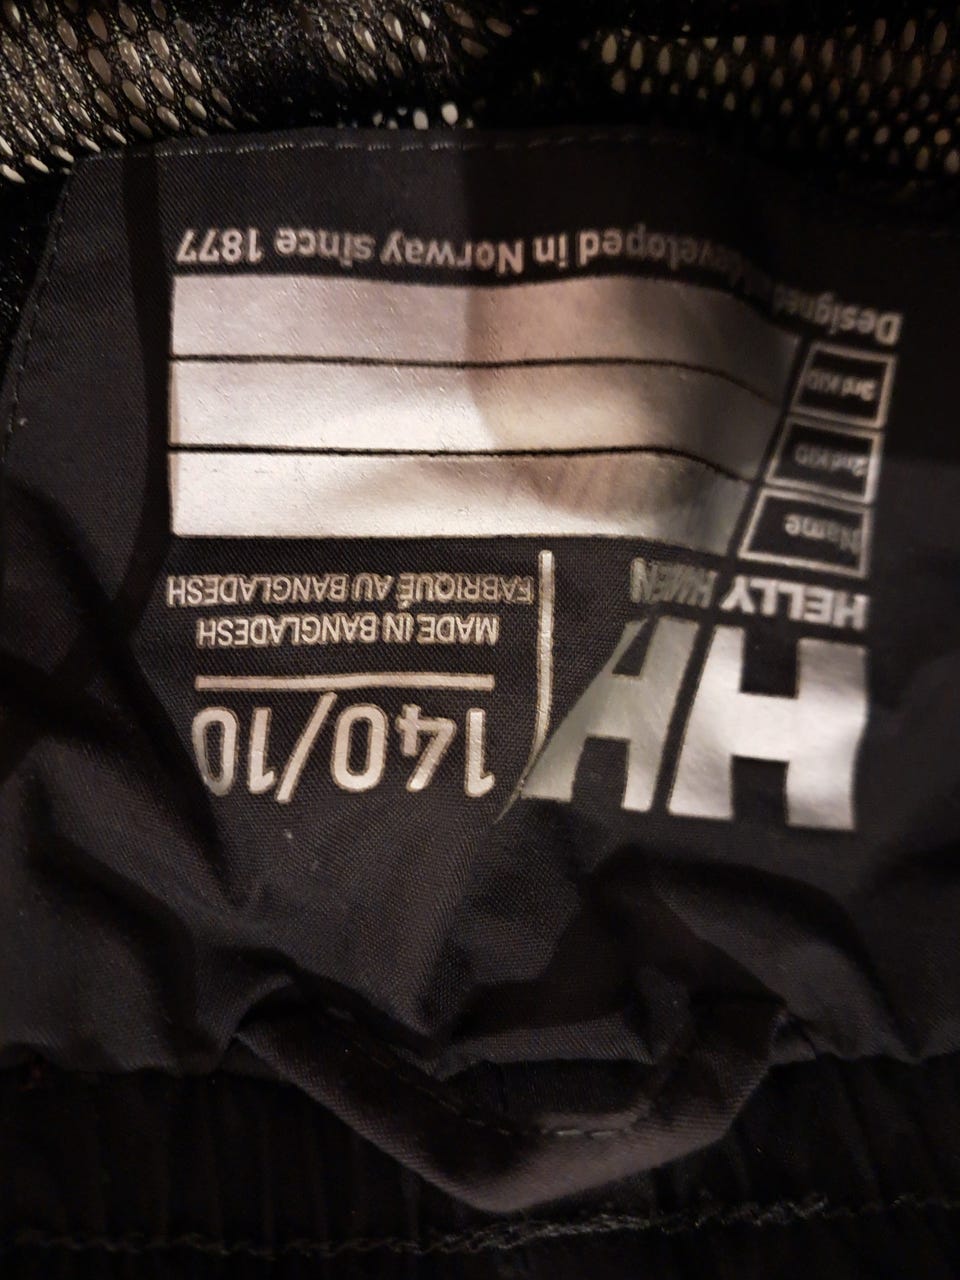 HH
HELLY HANSEN
140/10
MADE IN BANGLADESH
FABRIQUÉ AU BANGLADESH
Name
2nd KID
3rd KID
Designed & developed in Norway since 1877